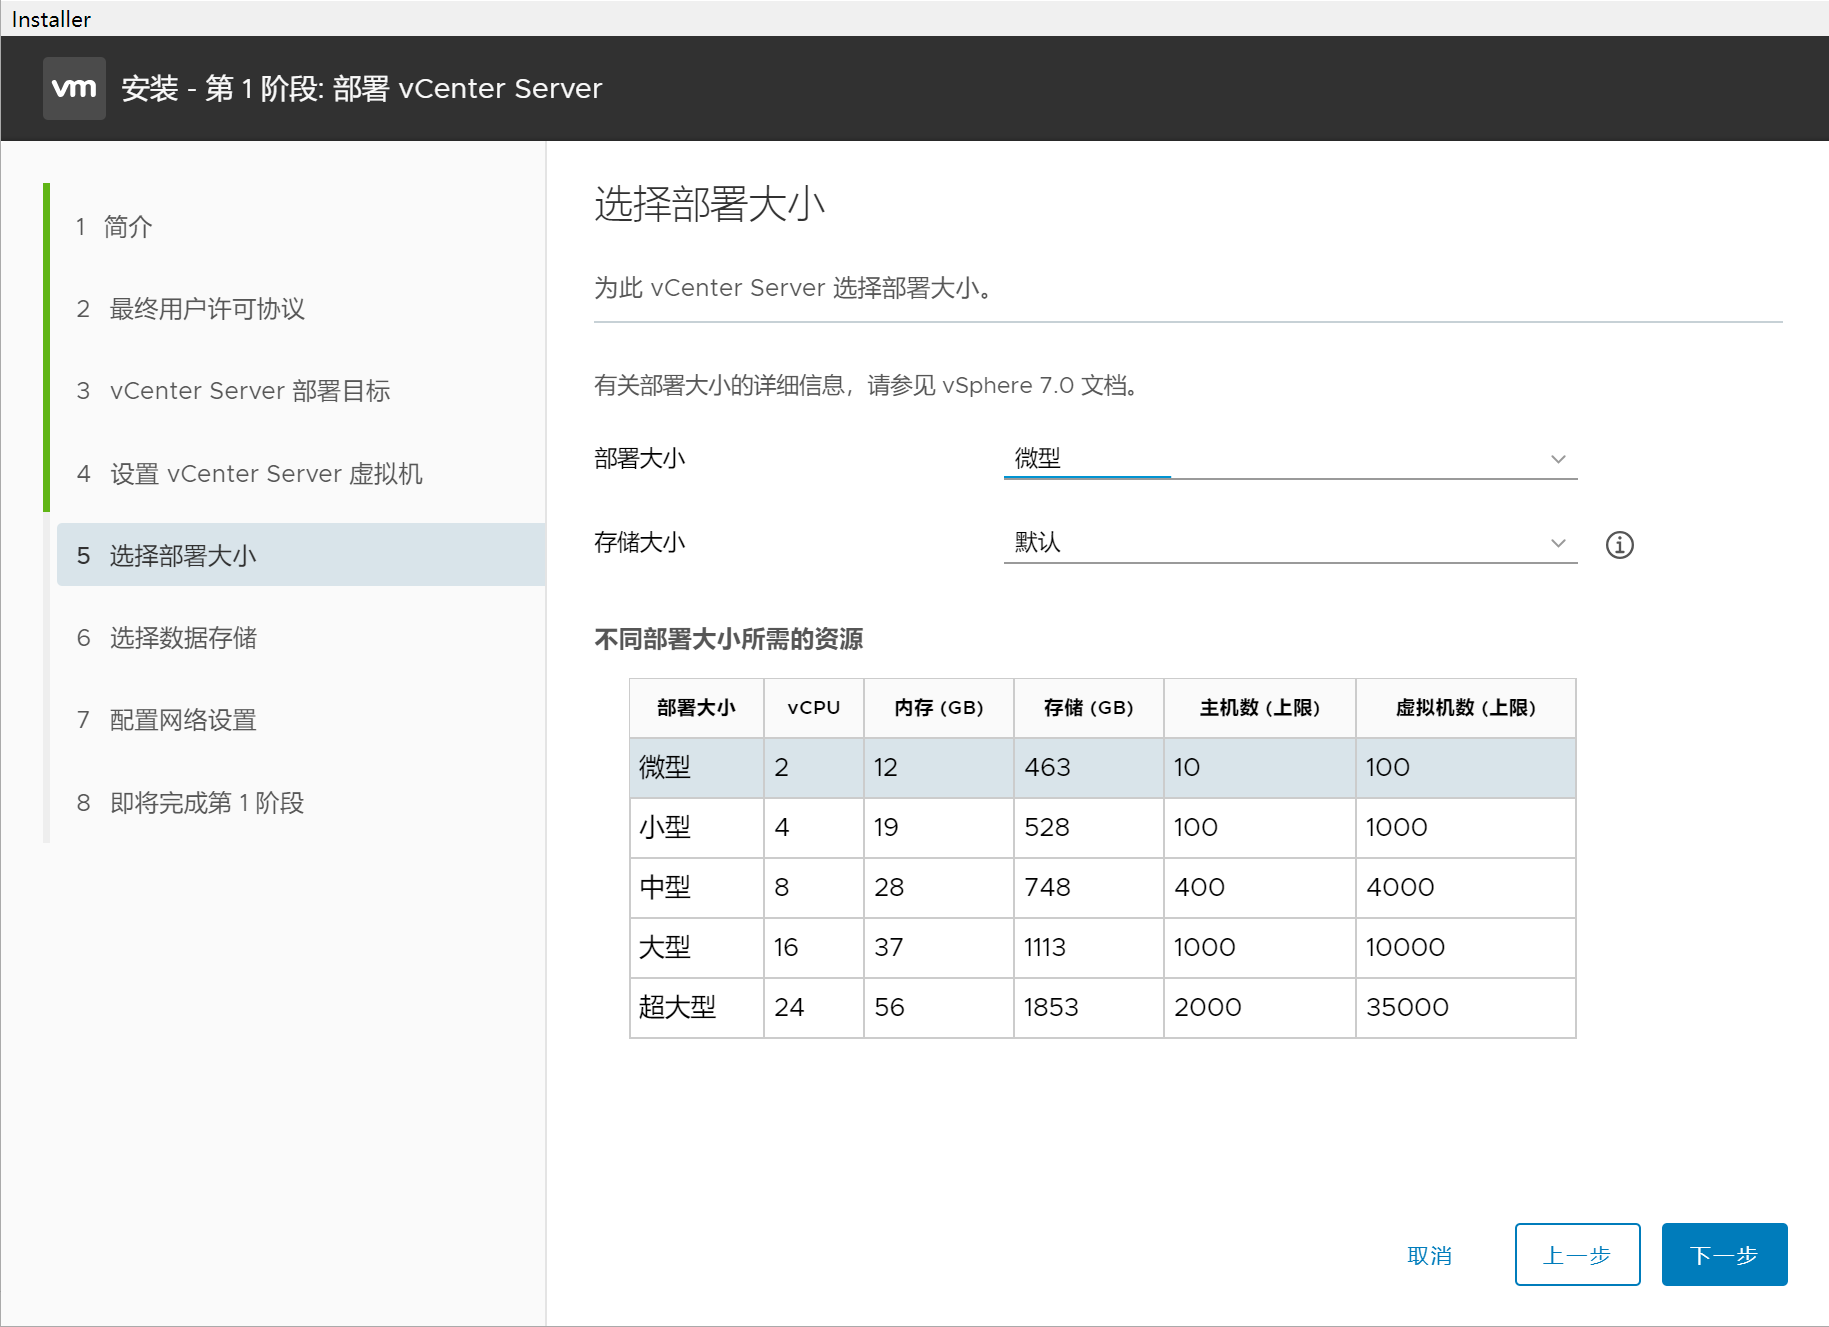 Installer
vm 安装 - 第 1 阶段: 部署 vCenter Server
1 简介
2 最终用户许可协议
3 vCenter Server 部署目标
4 设置 vCenter Server 虚拟机
5 选择部署大小
6 选择数据存储
7 配置网络设置
8 即将完成第 1 阶段
选择部署大小
为此 vCenter Server 选择部署大小。
有关部署大小的详细信息，请参见 vSphere 7.0 文档。
部署大小 微型
存储大小 默认
不同部署大小所需的资源
部署大小 vCPU 内存 (GB) 存储 (GB) 主机数 (上限) 虚拟机数 (上限)
微型 2 12 463 10 100
小型 4 19 528 100 1000
中型 8 28 748 400 4000
大型 16 37 1113 1000 10000
超大型 24 56 1853 2000 35000
取消 上一步 下一步